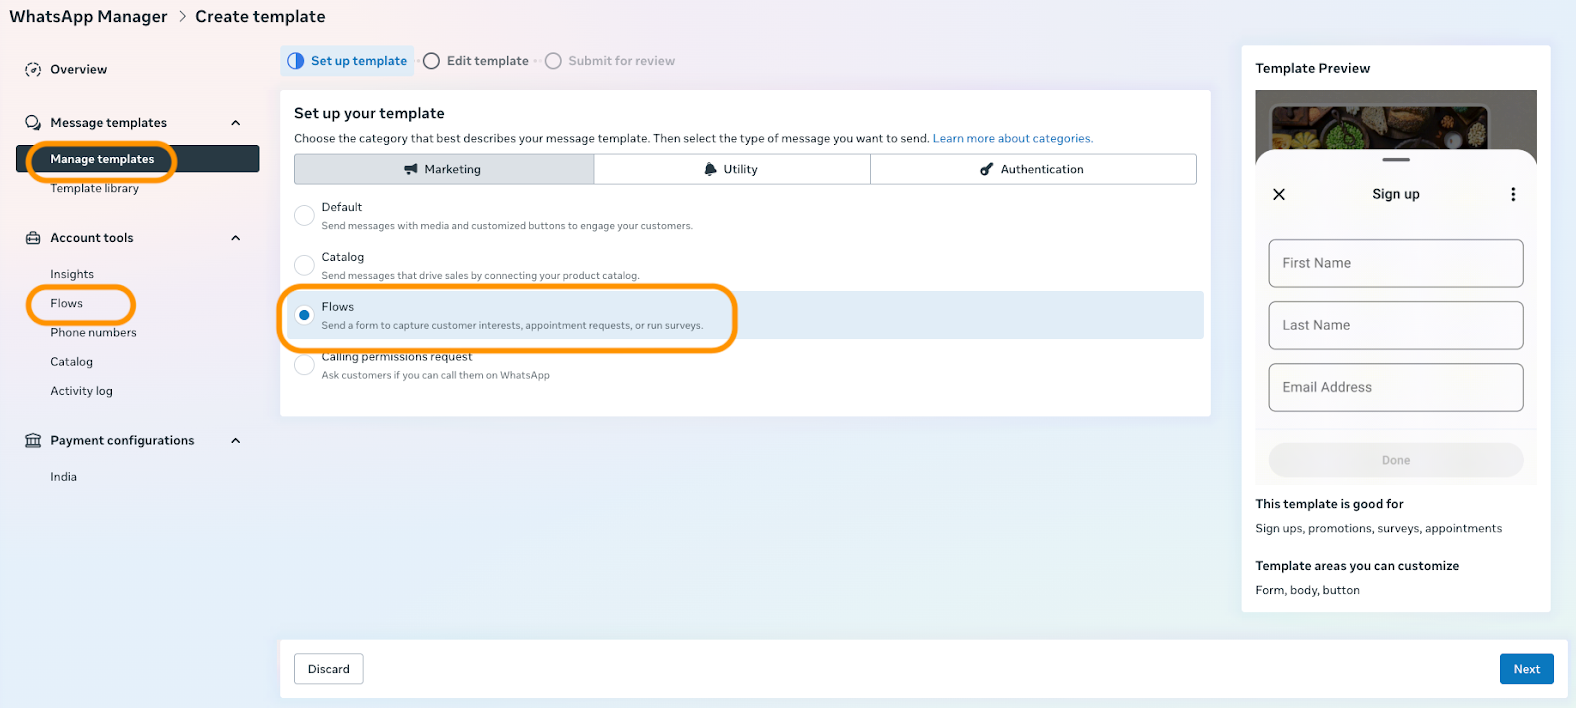 WhatsApp Manager > Create template
Overview
Message templates
Manage templates
Template library
Account tools
Insights
Flows
Phone numbers
Catalog
Activity log
Payment configurations
India
Set up template
Edit template
Submit for review
Set up your template
Choose the category that best describes your message template. Then select the type of message you want to send. Learn more about categories.
Marketing
Utility
Authentication
Default
Send messages with media and customized buttons to engage your customers.
Catalog
Send messages that drive sales by connecting your product catalog.
Flows
Send a form to capture customer interests, appointment requests, or run surveys.
Calling permissions request
Ask customers if you can call them on WhatsApp
Template Preview
Sign up
First Name
Last Name
Email Address
Done
This template is good for
Sign ups, promotions, surveys, appointments
Template areas you can customize
Form, body, button
Discard
Next